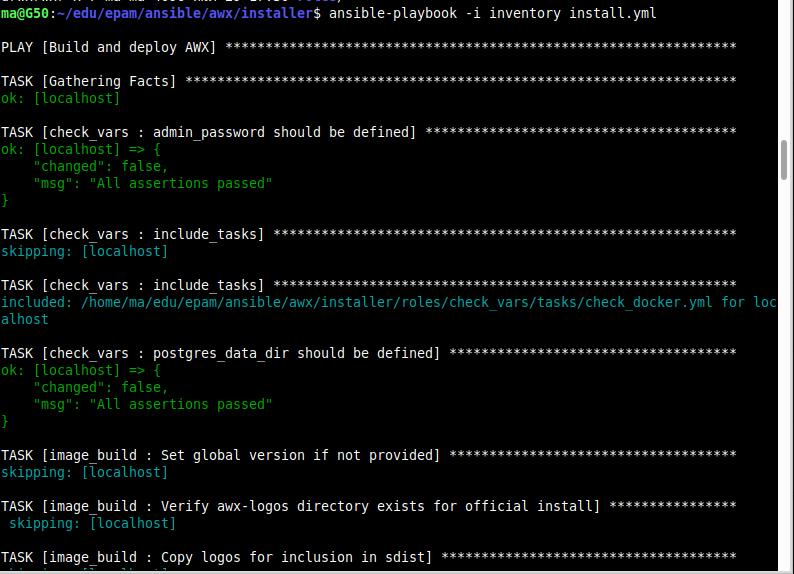 ma@G50:~/edu/epam/ansible/awx/installer$ ansible-playbook -i inventory install.yml
PLAY [Build and deploy AWX] ****************************************************************
TASK [Gathering Facts] *********************************************************************
ok: [localhost]
TASK [check_vars : admin_password should be defined] ***************************************
ok: [localhost] => {
    "changed": false,
    "msg": "All assertions passed"
}
TASK [check_vars : include_tasks] **********************************************************
skipping: [localhost]
TASK [check_vars : include_tasks] **********************************************************
included: /home/ma/edu/epam/ansible/awx/installer/roles/check_vars/tasks/check_docker.yml for loc
alhost
TASK [check_vars : postgres_data_dir should be defined] ************************************
ok: [localhost] => {
    "changed": false,
    "msg": "All assertions passed"
}
TASK [image_build : Set global version if not provided] ************************************
skipping: [localhost]
TASK [image_build : Verify awx-logos directory exists for official install] ****************
 skipping: [localhost]
TASK [image_build : Copy logos for inclusion in sdist] *************************************